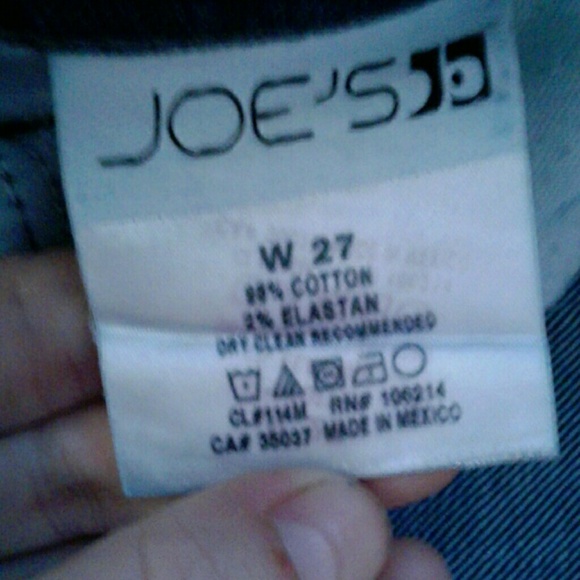 JOE'S
W 27
98% COTTON
2% ELASTAN
DRY CLEAN RECOMMENDED
CL#114M RN# 106214
CA# 35037 MADE IN MEXICO